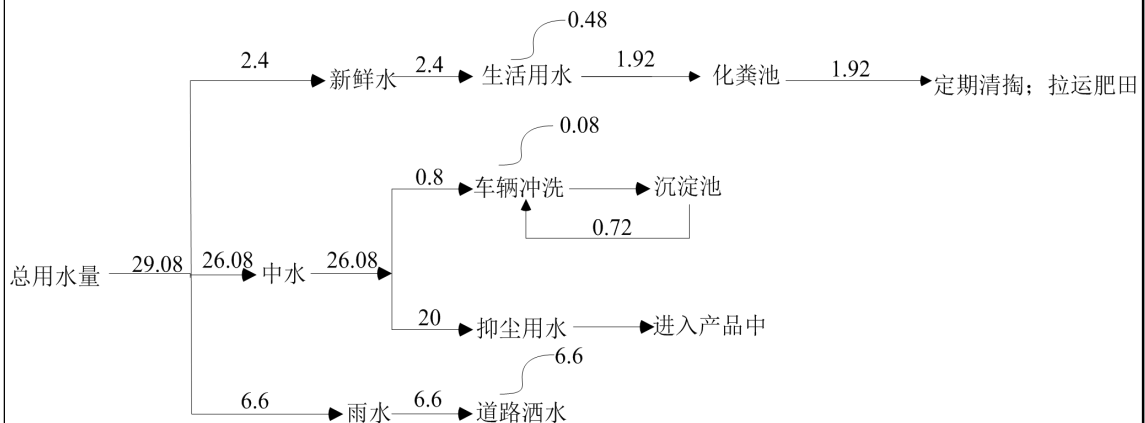 0.48
2.4
新鲜水
2.4
生活用水
1.92
化粪池
1.92
定期清掏；拉运肥田
0.08
0.8
车辆冲洗
沉淀池
0.72
总用水量
29.08
26.08
中水
26.08
20
抑尘用水
进入产品中
6.6
6.6
雨水
6.6
道路洒水